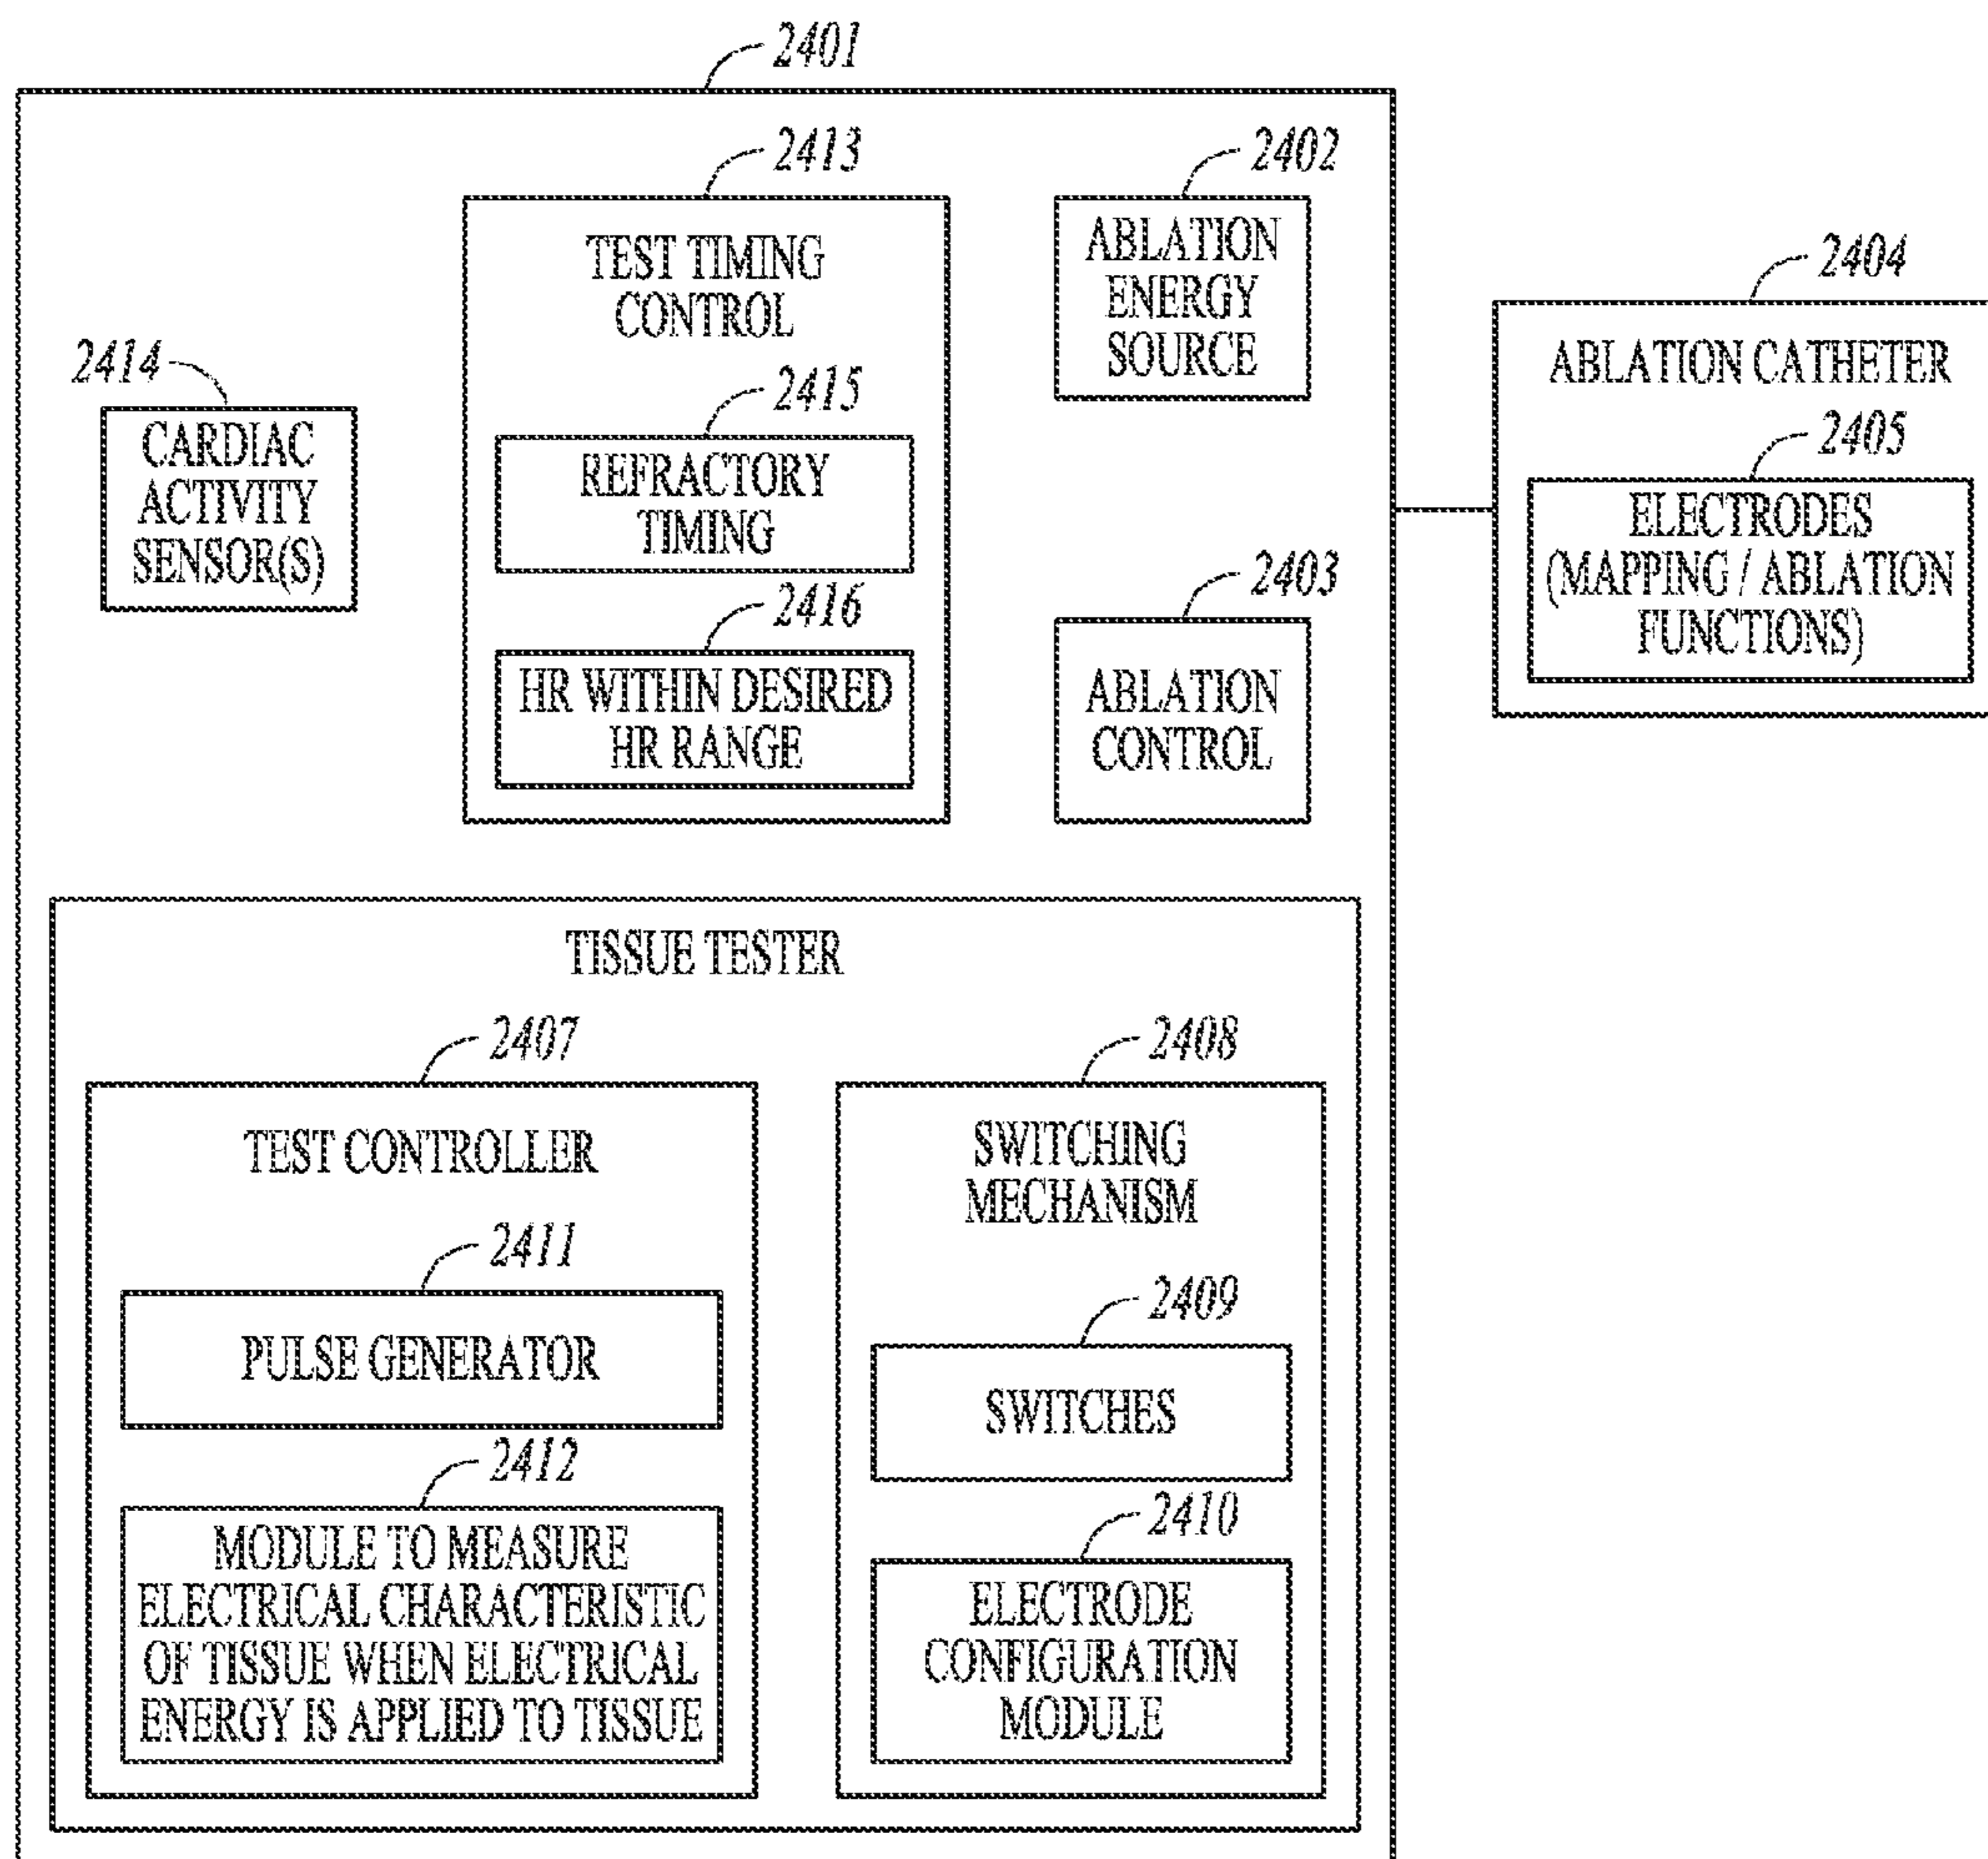 2401
2413
TEST TIMING
CONTROL
2415
REFRACTORY
TIMING
2416
HR WITHIN DESIRED
HR RANGE
2414
CARDIAC
ACTIVITY
SENSOR(S)
2402
ABLATION
ENERGY
SOURCE
2403
ABLATION
CONTROL
2404
ABLATION CATHETER
2405
ELECTRODES
(MAPPING / ABLATION
FUNCTIONS)
TISSUE TESTER
2407
TEST CONTROLLER
2411
PULSE GENERATOR
2412
MODULE TO MEASURE
ELECTRICAL CHARACTERISTIC
OF TISSUE WHEN ELECTRICAL
ENERGY IS APPLIED TO TISSUE
2408
SWITCHING
MECHANISM
2409
SWITCHES
2410
ELECTRODE
CONFIGURATION
MODULE